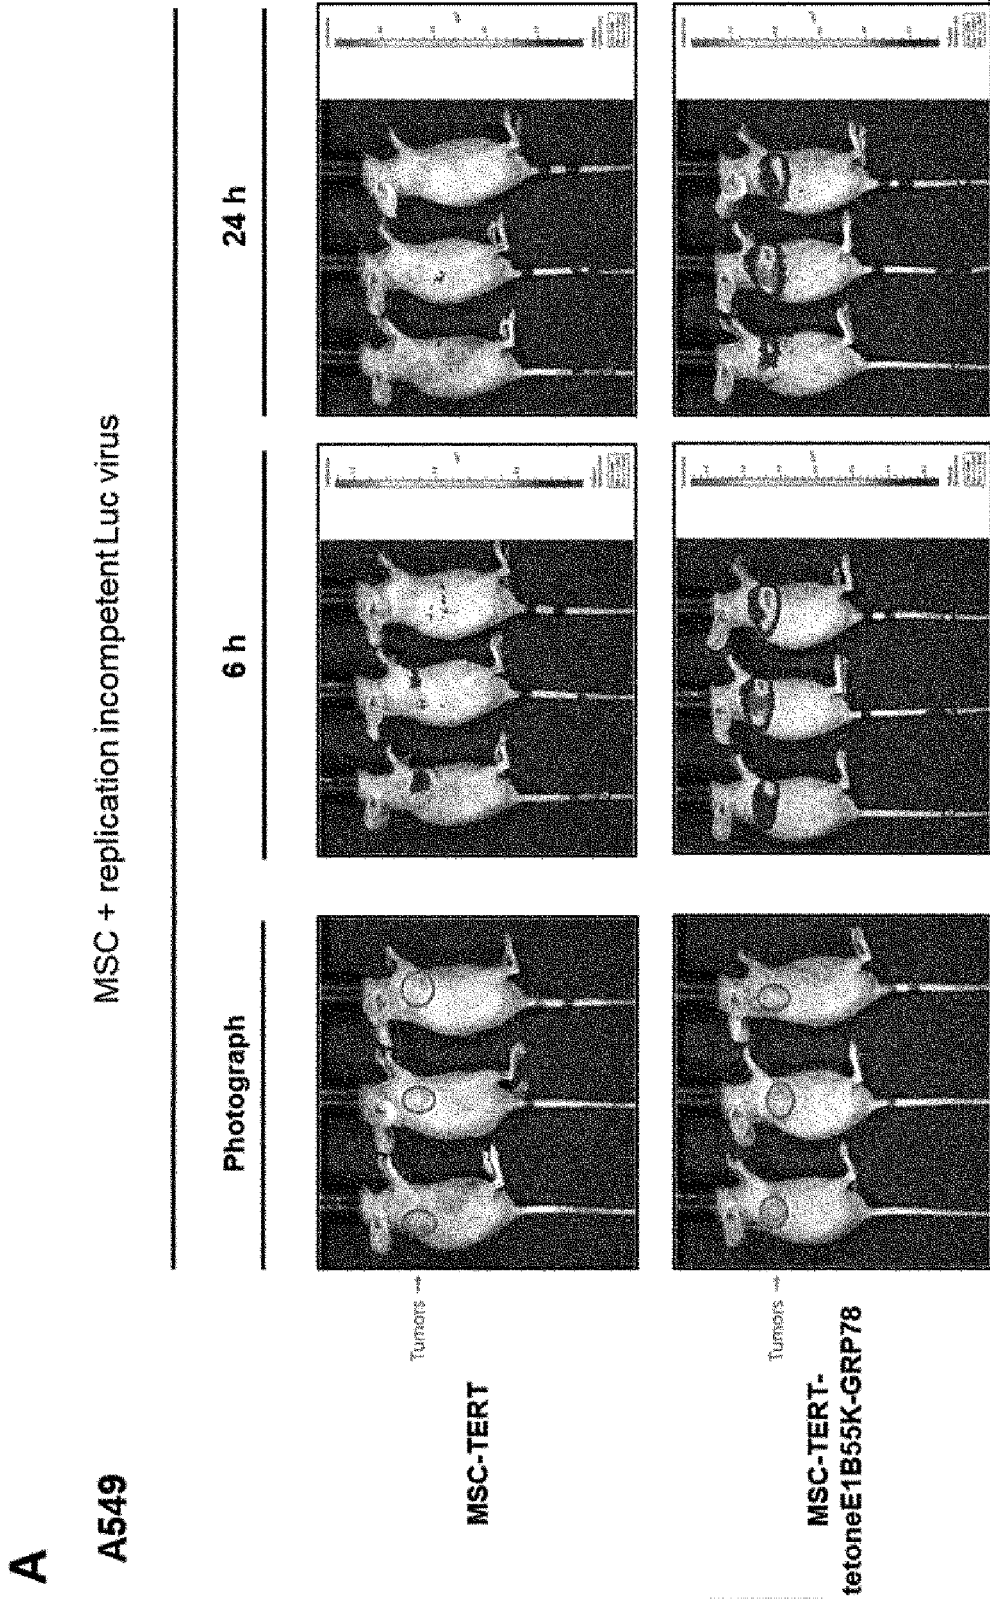 A
A549
MSC + replication incompetent Luc virus
Photograph
6 h
24 h
Tumors →
MSC-TERT
Tumors →
MSC-TERT-
tetoneE1B55K-GRP78